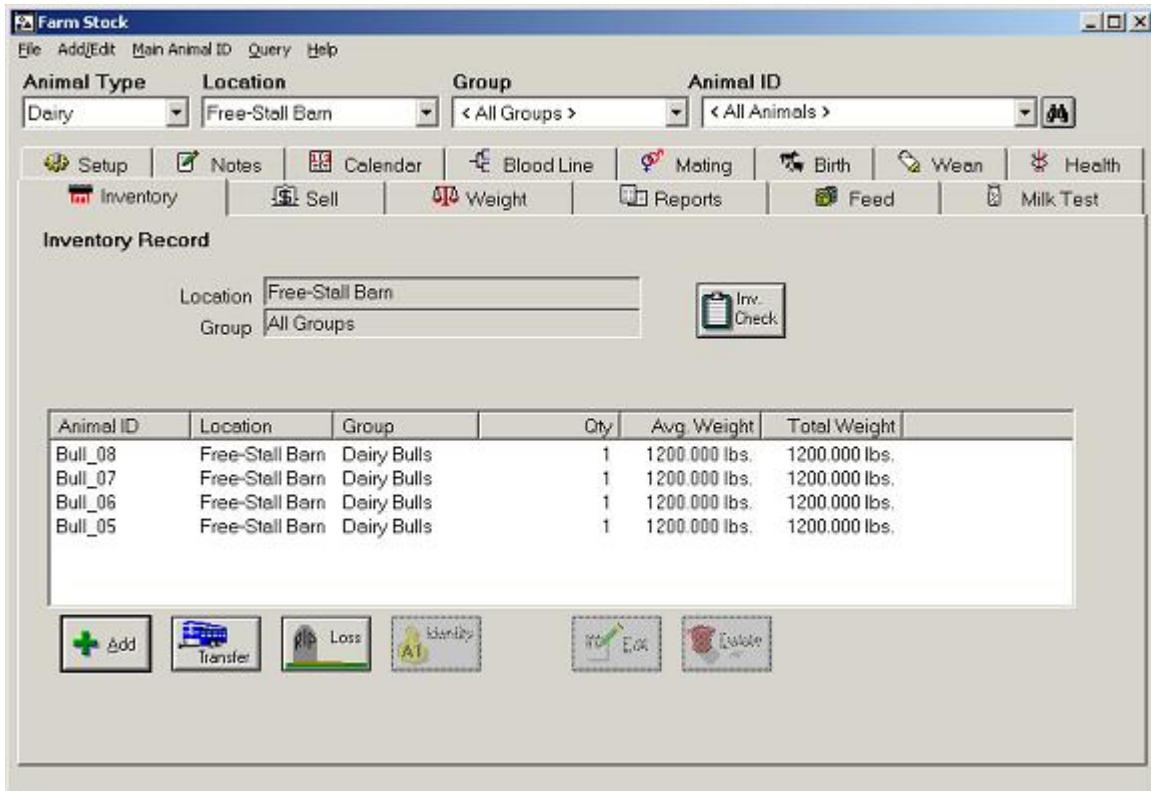 Farm Stock
File Add/Edit Main Animal ID Query Help
Animal Type Location Group Animal ID
Dairy Free-Stall Barn < All Groups > < All Animals >
Setup Notes Calendar Blood Line Mating Birth Wean Health
Inventory Sell Weight Reports Feed Milk Test
Inventory Record
Location Free-Stall Barn
Group All Groups
Inv. Check
Animal ID Location Group Qty Avg. Weight Total Weight
Bull_08 Free-Stall Barn Dairy Bulls 1 1200.000 lbs. 1200.000 lbs.
Bull_07 Free-Stall Barn Dairy Bulls 1 1200.000 lbs. 1200.000 lbs.
Bull_06 Free-Stall Barn Dairy Bulls 1 1200.000 lbs. 1200.000 lbs.
Bull_05 Free-Stall Barn Dairy Bulls 1 1200.000 lbs. 1200.000 lbs.
Add Transfer rip Loss A1 Identity Edit Delete